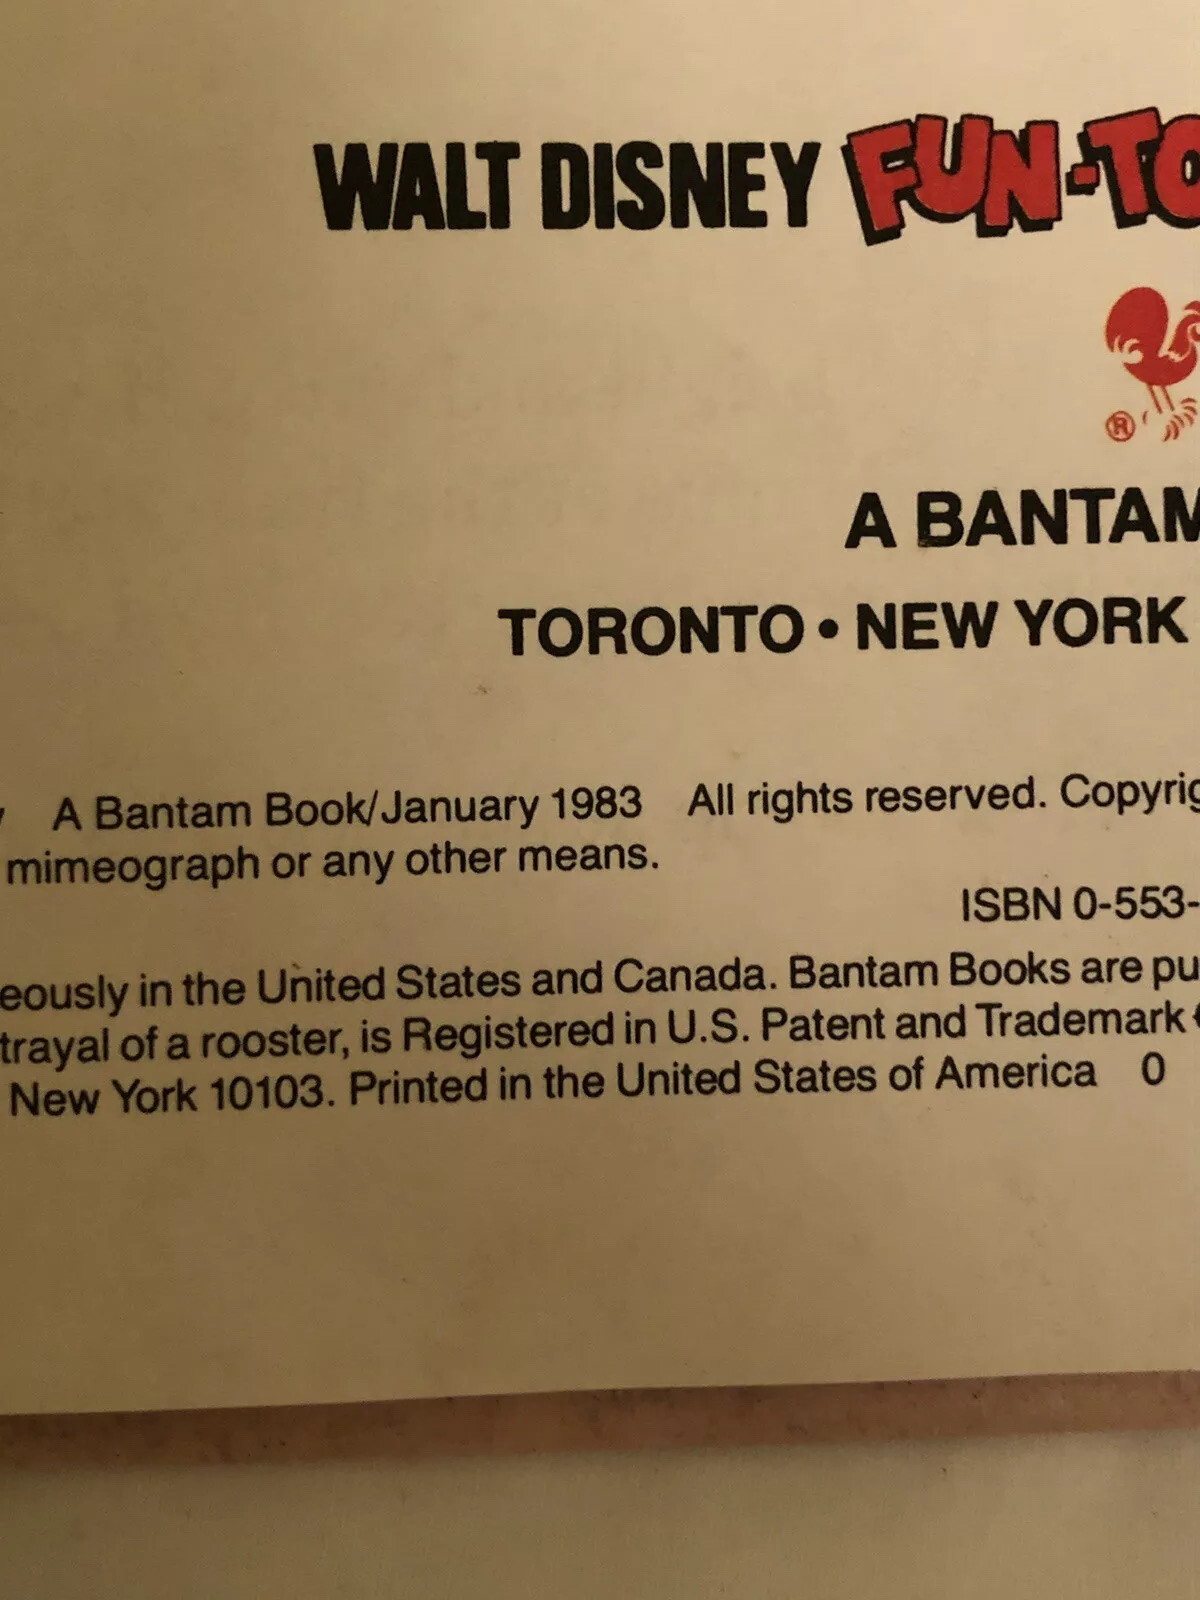 WALT DISNEY FUN-TO
®
A BANTAM
TORONTO • NEW YORK
A Bantam Book/January 1983 All rights reserved. Copyrig
mimeograph or any other means.
ISBN 0-553-
eously in the United States and Canada. Bantam Books are pu
trayal of a rooster, is Registered in U.S. Patent and Trademark
New York 10103. Printed in the United States of America 0